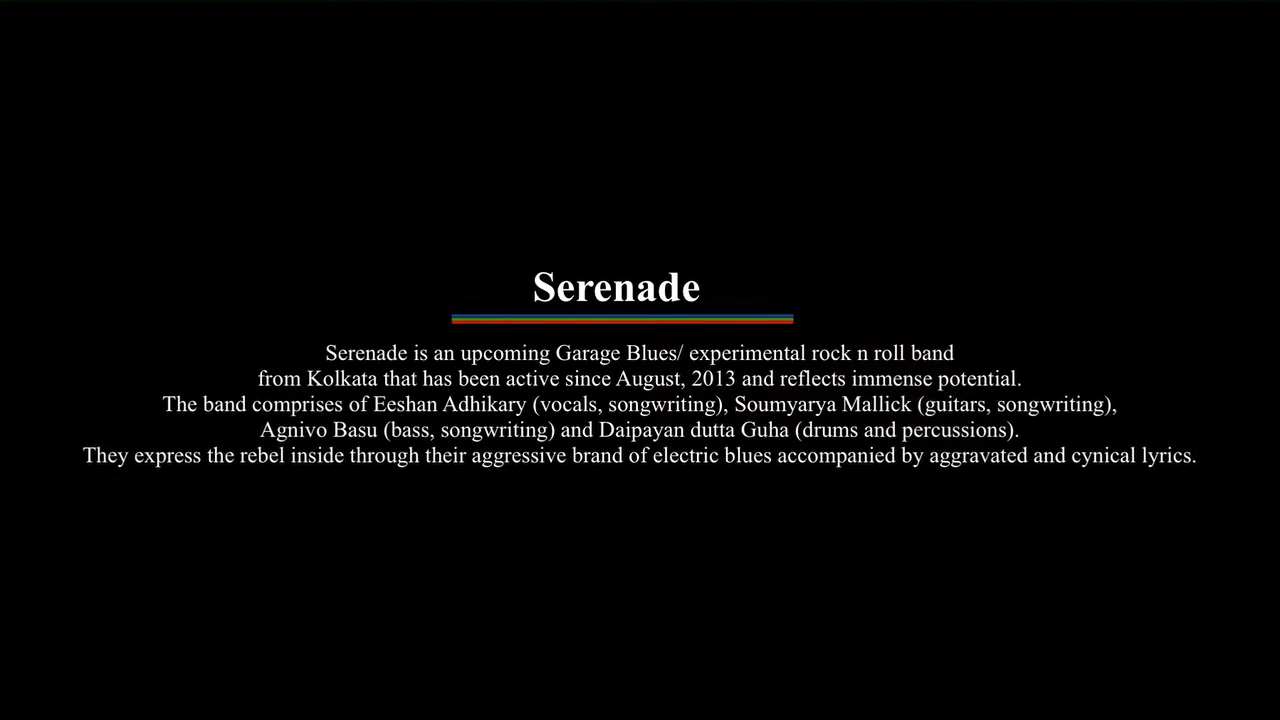 Serenade
Serenade is an upcoming Garage Blues/ experimental rock n roll band
from Kolkata that has been active since August, 2013 and reflects immense potential.
The band comprises of Eeshan Adhikary (vocals, songwriting), Soumyarya Mallick (guitars, songwriting),
Agnivo Basu (bass, songwriting) and Daipayan dutta Guha (drums and percussions).
They express the rebel inside through their aggressive brand of electric blues accompanied by aggravated and cynical lyrics.